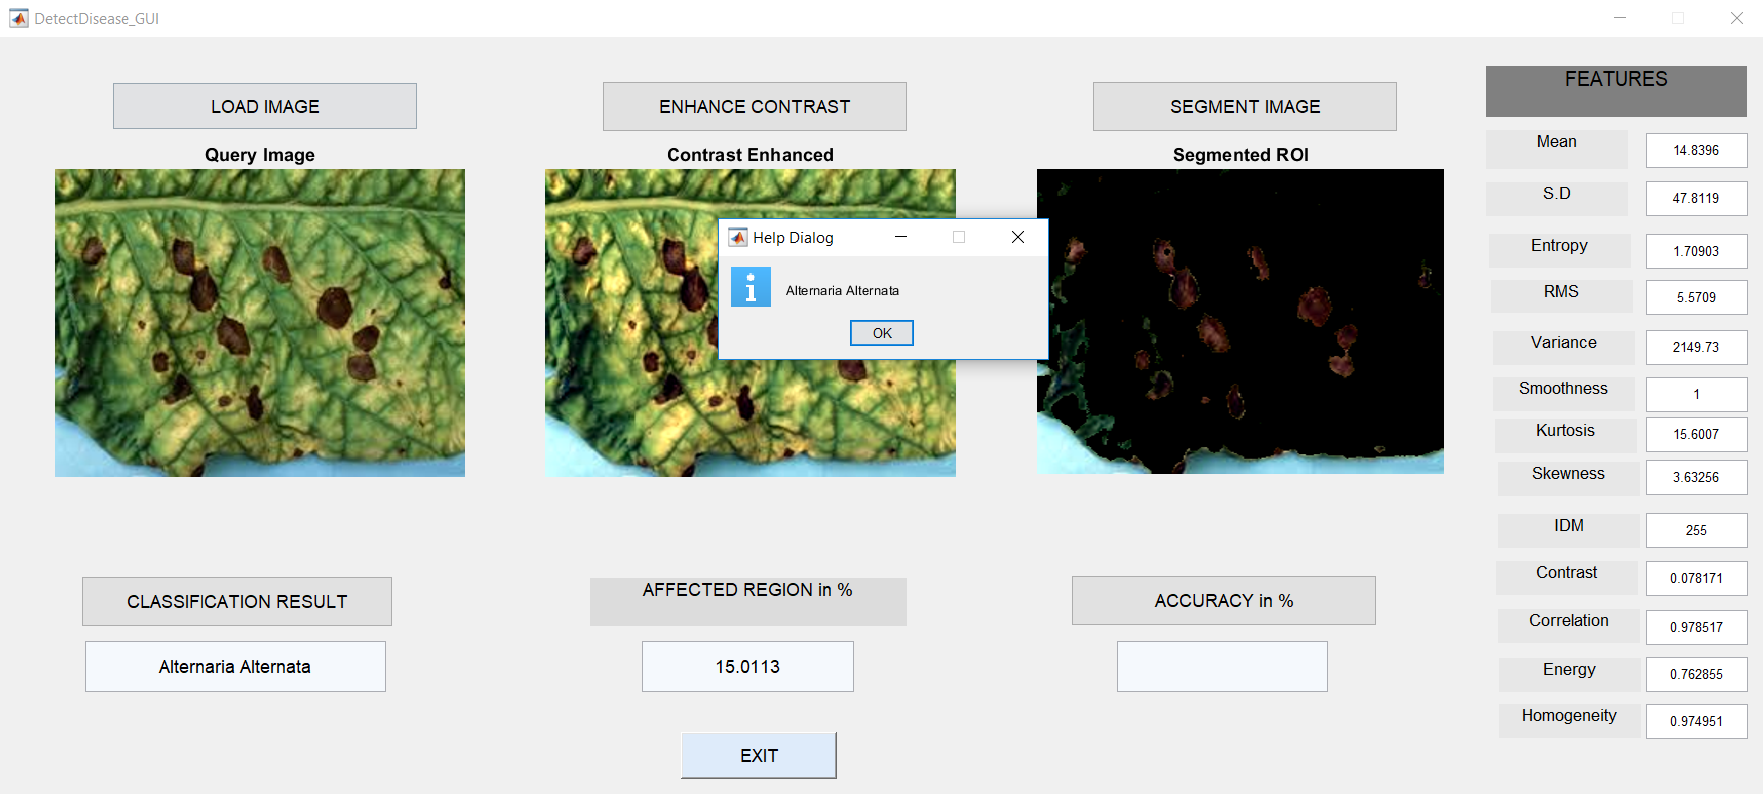 DetectDisease_GUI
LOAD IMAGE
ENHANCE CONTRAST
SEGMENT IMAGE
Query Image
Contrast Enhanced
Segmented ROI
Help Dialog
Alternaria Alternata
OK
FEATURES
Mean 14.8396
S.D 47.8119
Entropy 1.70903
RMS 5.5709
Variance 2149.73
Smoothness 1
Kurtosis 15.6007
Skewness 3.63256
IDM 255
Contrast 0.078171
Correlation 0.978517
Energy 0.762855
Homogeneity 0.974951
CLASSIFICATION RESULT
Alternaria Alternata
AFFECTED REGION in %
15.0113
ACCURACY in %
EXIT